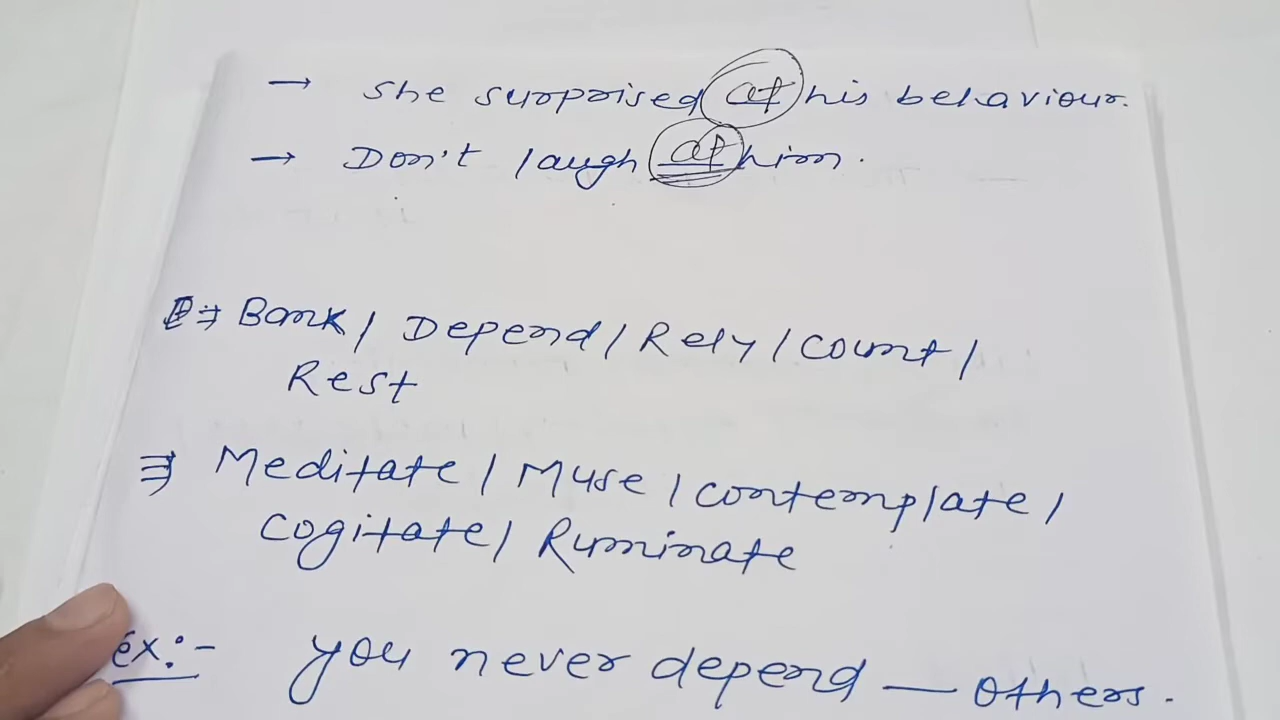 → She surprised at his behaviour.
→ Don't laugh at him.
⇒ Bank / Depend / Rely / Count /
Rest
⇒ Meditate / Muse / Contemplate /
Cogitate / Ruminate
ex:- You never depend — others.